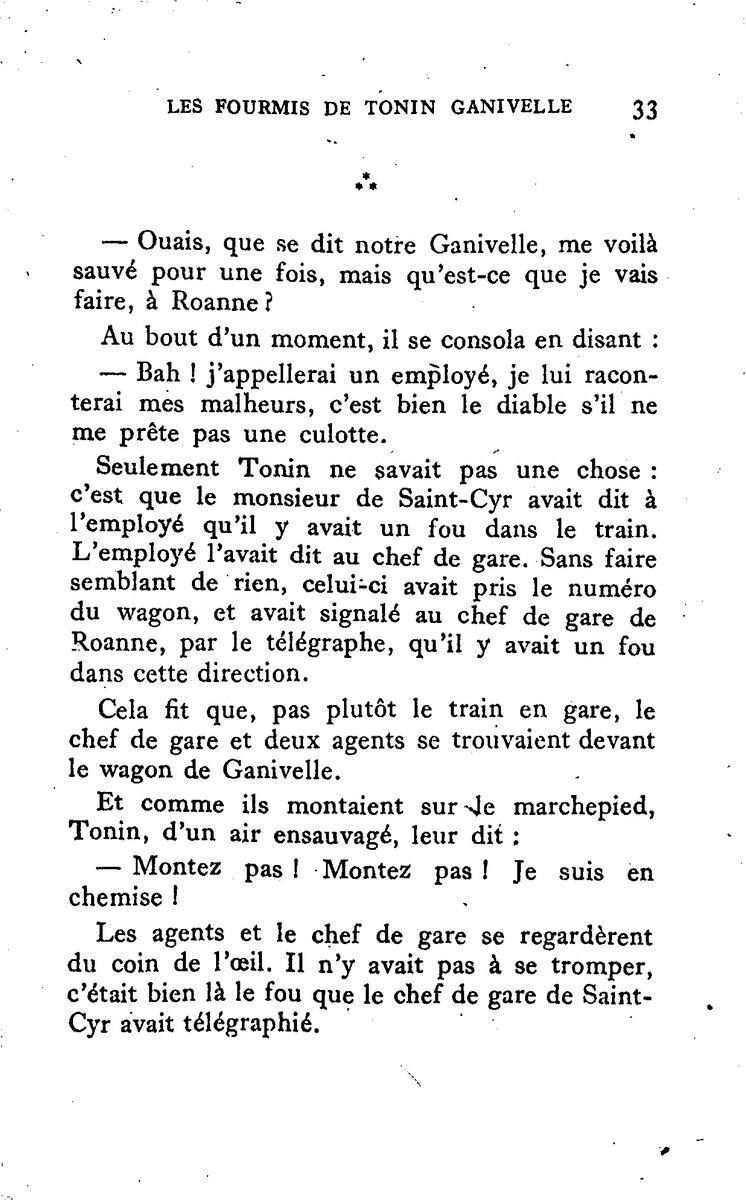 LES FOURMIS DE TONIN GANIVELLE 33
⁂
— Ouais, que se dit notre Ganivelle, me voilà
sauvé pour une fois, mais qu'est-ce que je vais
faire, à Roanne ?
Au bout d'un moment, il se consola en disant :
— Bah ! j'appellerai un employé, je lui racon-
terai mes malheurs, c'est bien le diable s'il ne
me prête pas une culotte.
Seulement Tonin ne savait pas une chose :
c'est que le monsieur de Saint-Cyr avait dit à
l'employé qu'il y avait un fou dans le train.
L'employé l'avait dit au chef de gare. Sans faire
semblant de rien, celui-ci avait pris le numéro
du wagon, et avait signalé au chef de gare de
Roanne, par le télégraphe, qu'il y avait un fou
dans cette direction.
Cela fit que, pas plutôt le train en gare, le
chef de gare et deux agents se trouvaient devant
le wagon de Ganivelle.
Et comme ils montaient sur le marchepied,
Tonin, d'un air ensauvagé, leur dit :
— Montez pas ! Montez pas ! Je suis en
chemise !
Les agents et le chef de gare se regardèrent
du coin de l'œil. Il n'y avait pas à se tromper,
c'était bien là le fou que le chef de gare de Saint-
Cyr avait télégraphié.